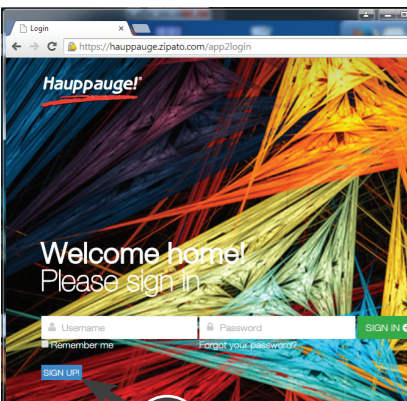 Login
https://hauppauge.zipato.com/app2login
Hauppauge!
Welcome home!
Please sign in.
Username
Password
SIGN IN
Remember me
Forgot your password?
SIGN UP!